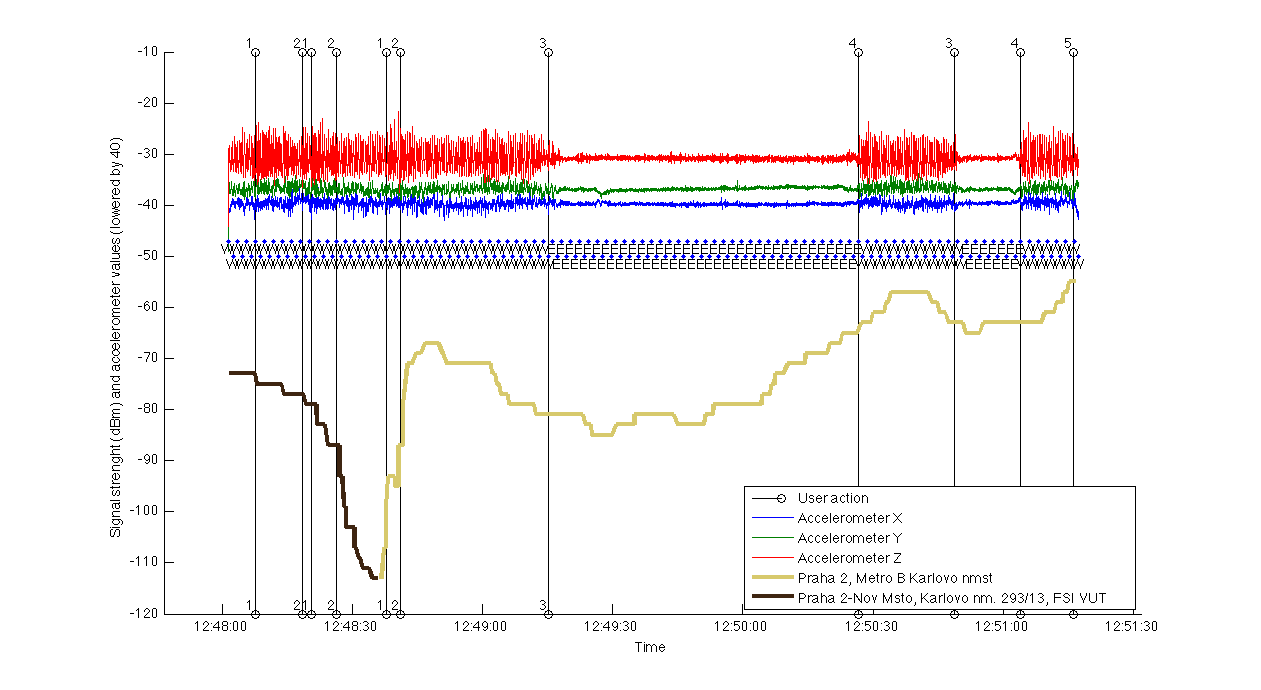 1 2 1 2 1 2 3 4 3 4 5
-10
-20
-30
-40
-50
-60
-70
-80
-90
-100
-110
-120
Signal strenght (dBm) and accelerometer values (lowered by 40)
User action
Accelerometer X
Accelerometer Y
Accelerometer Z
Praha 2, Metro B Karlovo nmst
Praha 2-Nov Msto, Karlovo nm. 293/13, FSI VUT
1 2 1 2 1 2 3
12:48:00 12:48:30 12:49:00 12:49:30 12:50:00 12:50:30 12:51:00 12:51:30
Time